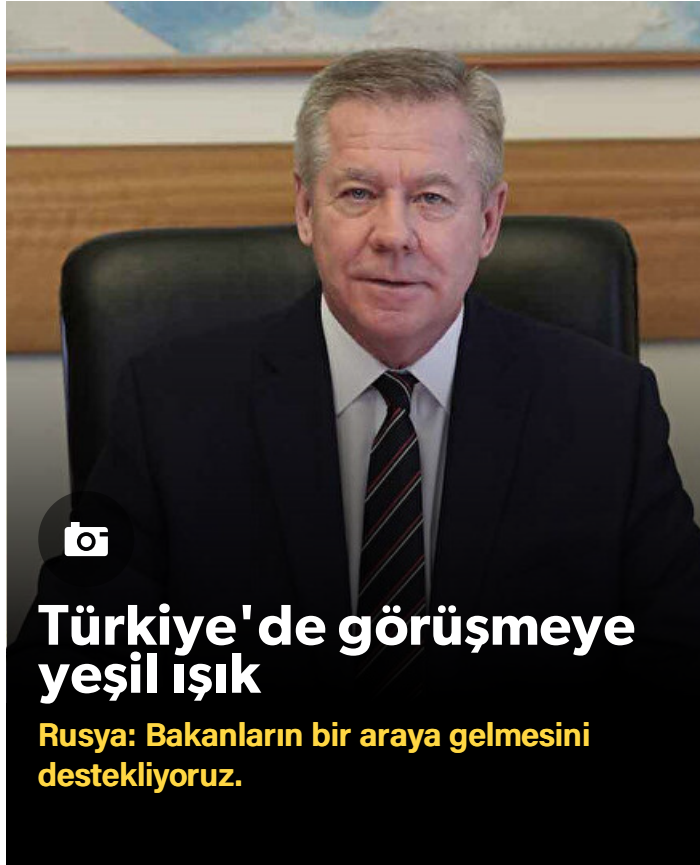 Türkiye'de görüşmeye
yeşil ışık
Rusya: Bakanların bir araya gelmesini
destekliyoruz.